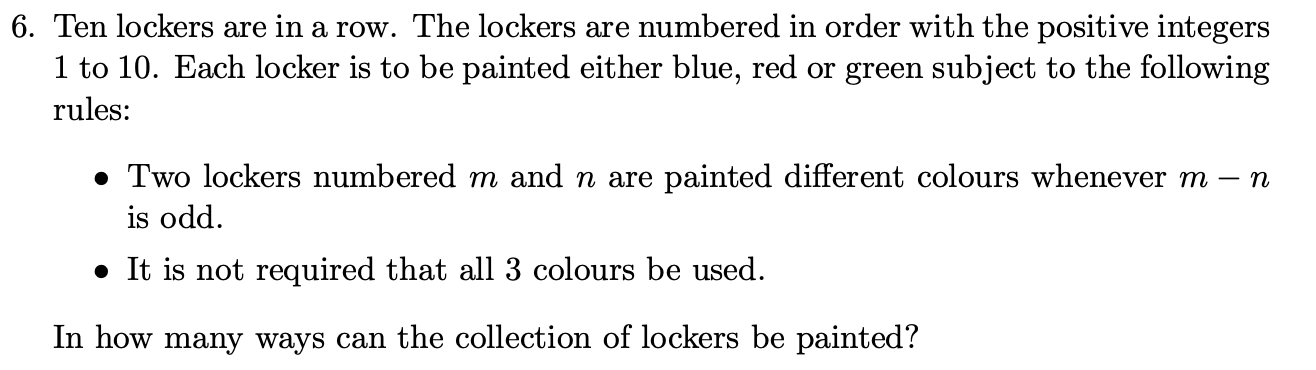 6. Ten lockers are in a row. The lockers are numbered in order with the positive integers
1 to 10. Each locker is to be painted either blue, red or green subject to the following
rules:
• Two lockers numbered m and n are painted different colours whenever m − n
is odd.
• It is not required that all 3 colours be used.
In how many ways can the collection of lockers be painted?